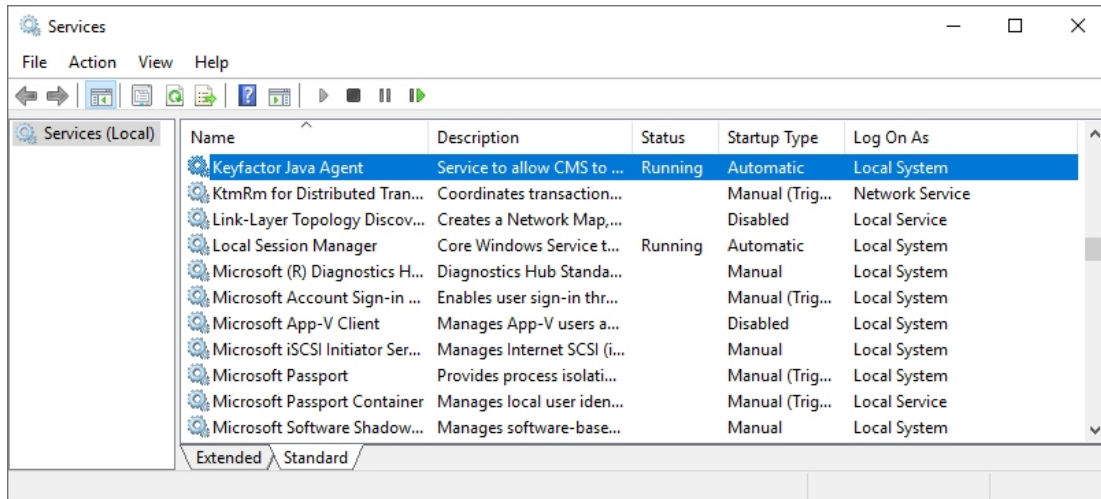 Services
File Action View Help
Services (Local)
Name Description Status Startup Type Log On As
Keyfactor Java Agent Service to allow CMS to ... Running Automatic Local System
KtmRm for Distributed Tran... Coordinates transaction... Manual (Trig... Network Service
Link-Layer Topology Discov... Creates a Network Map,... Disabled Local Service
Local Session Manager Core Windows Service t... Running Automatic Local System
Microsoft (R) Diagnostics H... Diagnostics Hub Standa... Manual Local System
Microsoft Account Sign-in ... Enables user sign-in thr... Manual (Trig... Local System
Microsoft App-V Client Manages App-V users a... Disabled Local System
Microsoft iSCSI Initiator Ser... Manages Internet SCSI (i... Manual Local System
Microsoft Passport Provides process isolati... Manual (Trig... Local System
Microsoft Passport Container Manages local user iden... Manual (Trig... Local Service
Microsoft Software Shadow... Manages software-base... Manual Local System
Extended Standard